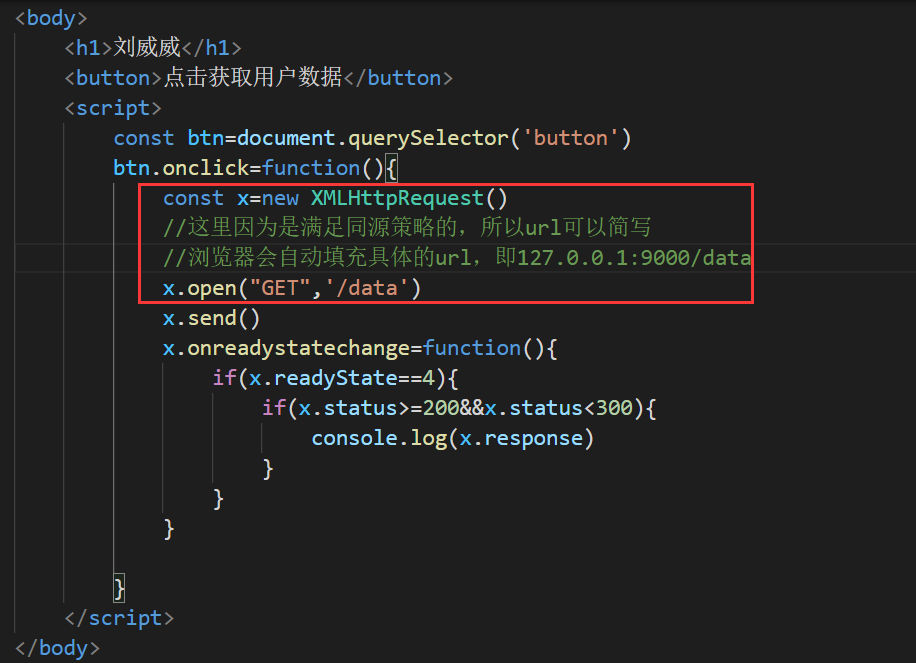 <body>
<h1>刘威威</h1>
<button>点击获取用户数据</button>
<script>
const btn=document.querySelector('button')
btn.onclick=function(){
const x=new XMLHttpRequest()
//这里因为是满足同源策略的，所以url可以简写
//浏览器会自动填充具体的url，即127.0.0.1:9000/data
x.open("GET",'/data')
x.send()
x.onreadystatechange=function(){
if(x.readyState==4){
if(x.status>=200&&x.status<300){
console.log(x.response)
}
}
}
}
</script>
</body>